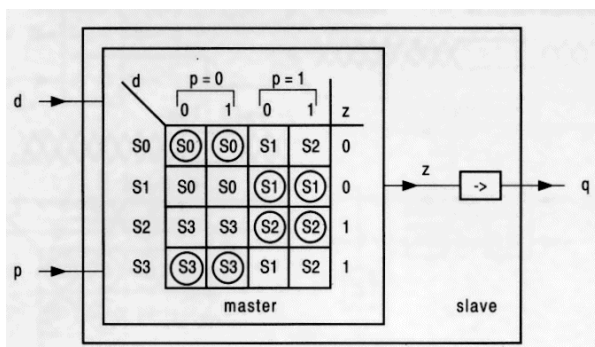 d p = 0 p = 1
0 1 0 1 z
d
S0 S0 S0 S1 S2 0
S1 S0 S0 S1 S1 0
z -> q
S2 S3 S3 S2 S2 1
S3 S3 S3 S1 S2 1
p
master slave